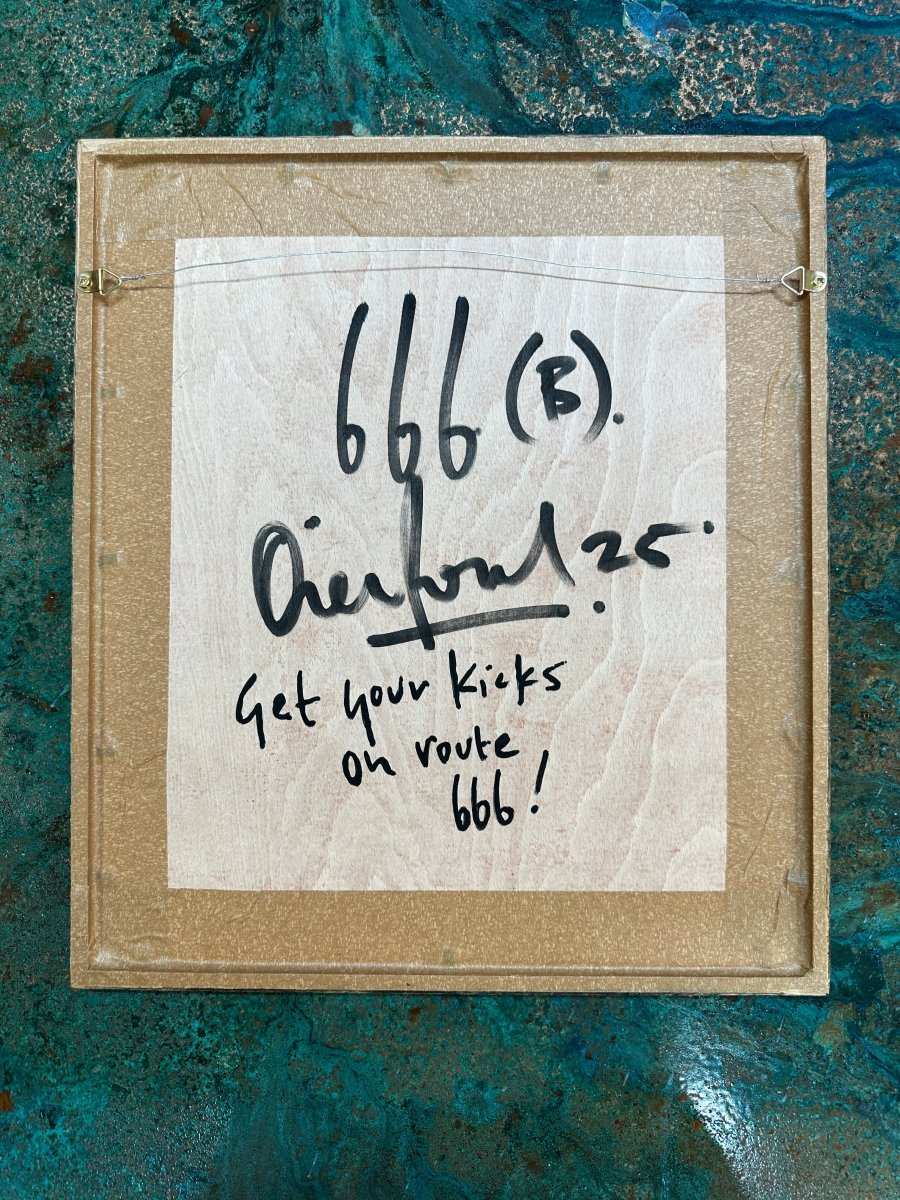 666 (B).
25.
Get your kicks
on route
666!